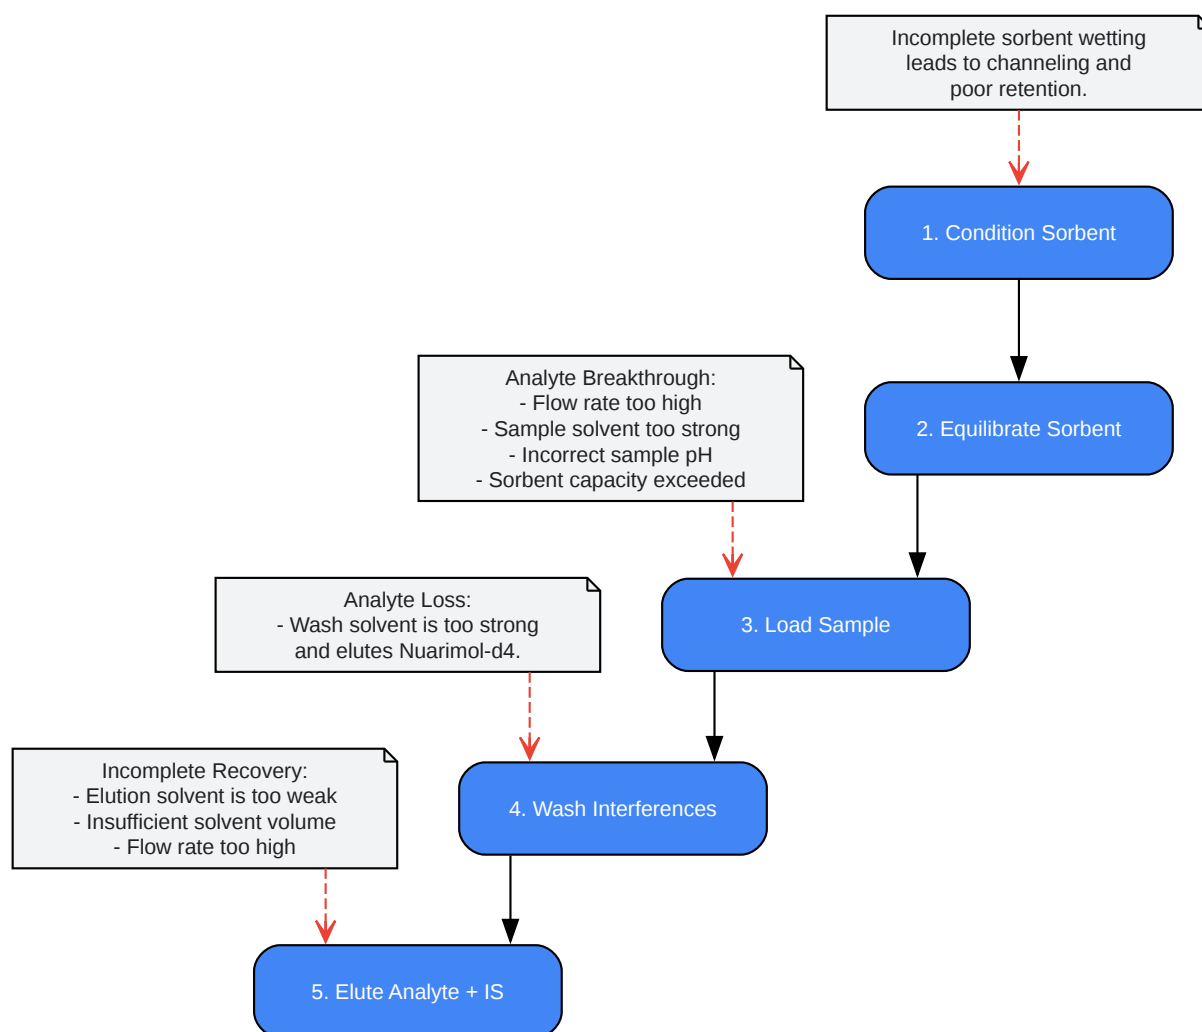 Incomplete sorbent wetting
leads to channeling and
poor retention.
1. Condition Sorbent
Analyte Breakthrough:
- Flow rate too high
- Sample solvent too strong
- Incorrect sample pH
- Sorbent capacity exceeded
2. Equilibrate Sorbent
Analyte Loss:
- Wash solvent is too strong
and elutes Nuarimol-d4.
3. Load Sample
Incomplete Recovery:
- Elution solvent is too weak
- Insufficient solvent volume
- Flow rate too high
4. Wash Interferences
5. Elute Analyte + IS